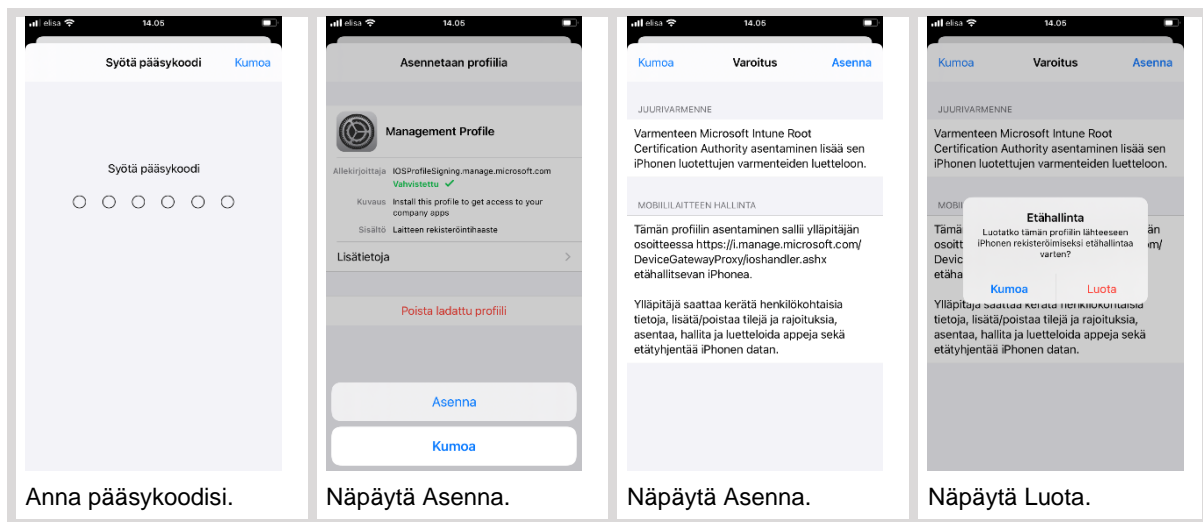 elisa 14.05
Syötä pääsykoodi Kumoa
Syötä pääsykoodi
Anna pääsykoodisi.
elisa 14.05
Asennetaan profiilia
Management Profile
Allekirjoittaja IOSProfileSigning.manage.microsoft.com
Vahvistettu ✓
Kuvaus Install this profile to get access to your
company apps
Sisältö Laitteen rekisteröintihaaste
Lisätietoja
Poista ladattu profiili
Asenna
Kumoa
Näpäytä Asenna.
elisa 14.05
Kumoa Varoitus Asenna
JUURIVARMENNE
Varmenteen Microsoft Intune Root
Certification Authority asentaminen lisää sen
iPhonen luotettujen varmenteiden luetteloon.
MOBIILILAITTEEN HALLINTA
Tämän profiilin asentaminen sallii ylläpitäjän
osoitteessa https://i.manage.microsoft.com/
DeviceGatewayProxy/ioshandler.ashx
etähallitsevan iPhonea.
Ylläpitäjä saattaa kerätä henkilökohtaisia
tietoja, lisätä/poistaa tilejä ja rajoituksia,
asentaa, hallita ja luetteloida appeja sekä
etätyhjentää iPhonen datan.
Näpäytä Asenna.
elisa 14.05
Kumoa Varoitus Asenna
JUURIVARMENNE
Varmenteen Microsoft Intune Root
Certification Authority asentaminen lisää sen
iPhonen luotettujen varmenteiden luetteloon.
Etähallinta
Luotatko tämän profiilin lähteeseen
iPhonen rekisteröimiseksi etähallintaa
varten?
Kumoa Luota
Ylläpitäjä saattaa kerätä henkilökohtaisia
tietoja, lisätä/poistaa tilejä ja rajoituksia,
asentaa, hallita ja luetteloida appeja sekä
etätyhjentää iPhonen datan.
Näpäytä Luota.